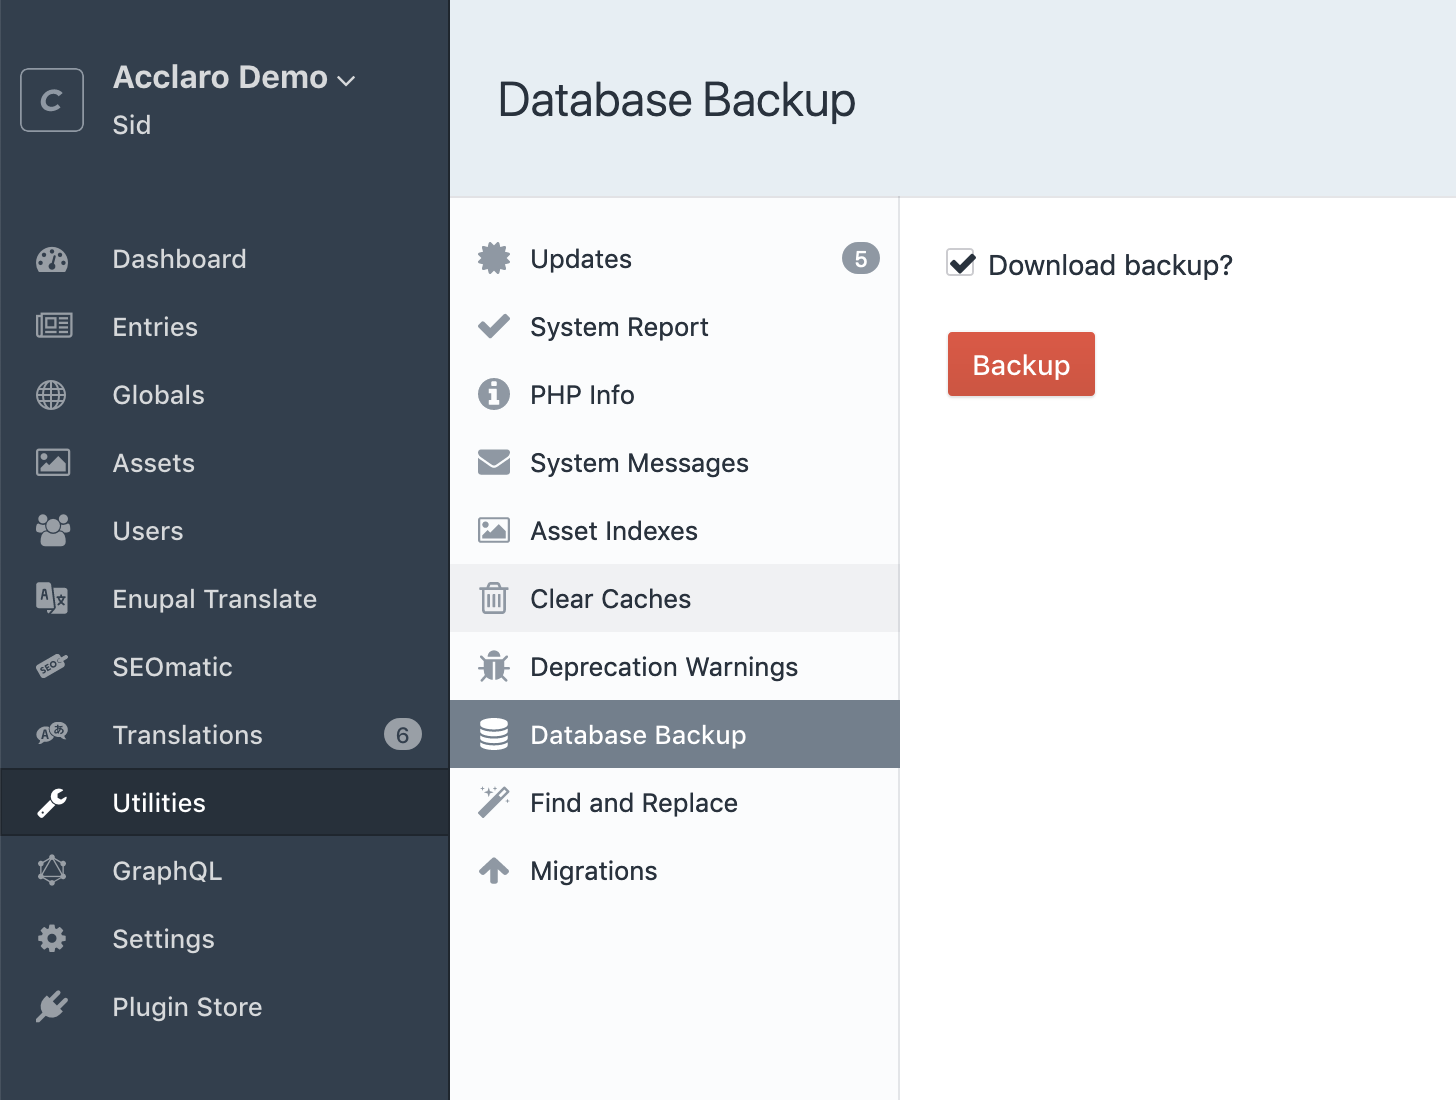 C
Acclaro Demo
Sid
Dashboard
Entries
Globals
Assets
Users
Enupal Translate
SEOmatic
Translations 6
Utilities
GraphQL
Settings
Plugin Store
Database Backup
Updates 5
System Report
PHP Info
System Messages
Asset Indexes
Clear Caches
Deprecation Warnings
Database Backup
Find and Replace
Migrations
Download backup?
Backup